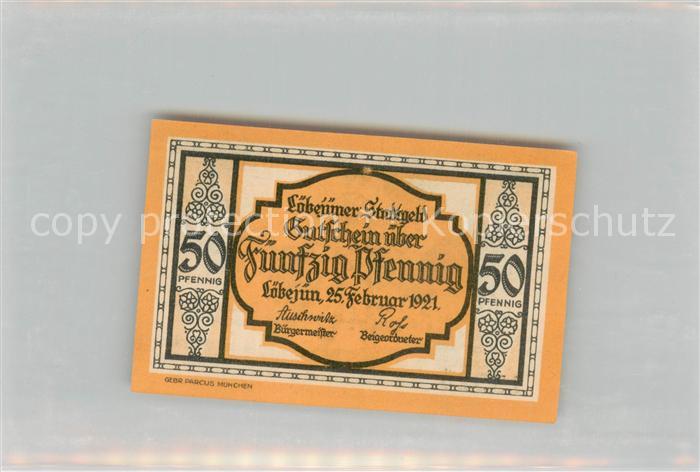 Löbejüner Stadtgeld
Gutschein über
Fünfzig Pfennig
Löbejün, 25. Februar 1921.
Bürgermeister Beigeordneter
50
PFENNIG
50
PFENNIG
GEBR. PARCUS MÜNCHEN
copy protection Kopierschutz